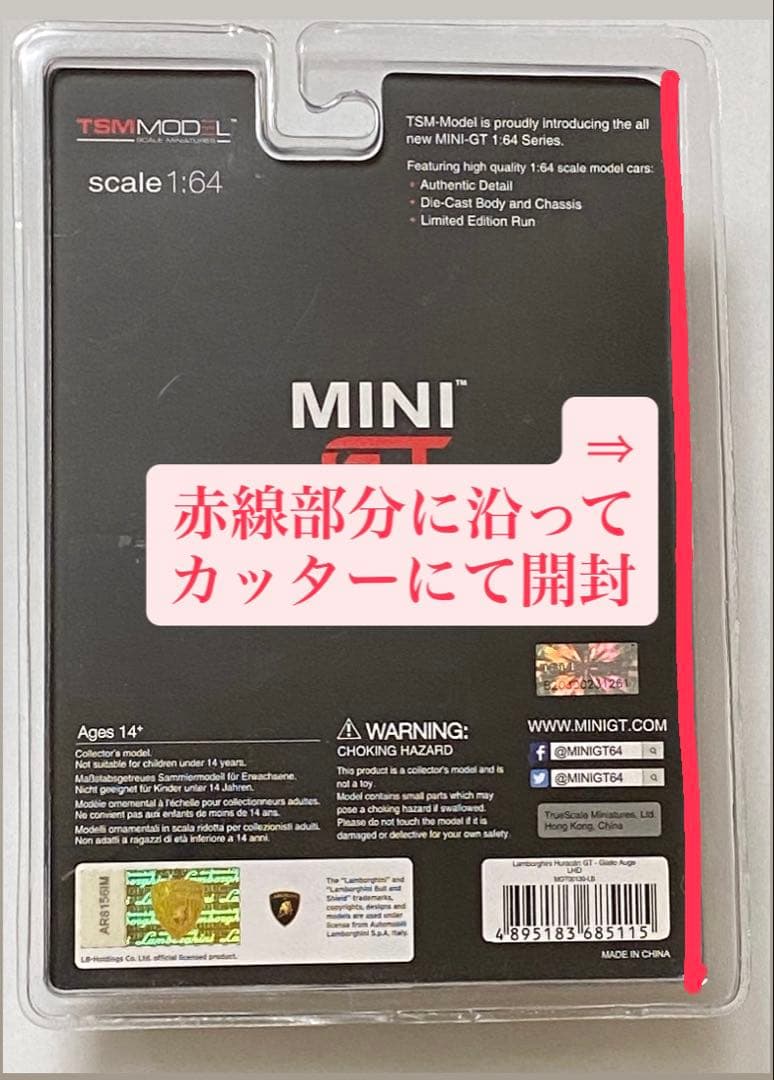 TSMMODEL™
SCALE MINIATURES
scale 1:64
TSM-Model is proudly introducing the all
new MINI-GT 1:64 Series.
Featuring high quality 1:64 scale model cars:
• Authentic Detail
• Die-Cast Body and Chassis
• Limited Edition Run
MINI™
GT
⇒
赤線部分に沿って
カッターにて開封
Ages 14+
Collector's model.
Not suitable for children under 14 years.
Maßstabsgetreues Sammlermodell für Erwachsene.
Nicht geeignet für Kinder unter 14 Jahren.
Modèle ornemental à l'échelle pour collectionneurs adultes.
Ne convient pas aux enfants de moins de 14 ans.
Modelli ornamentali in scala ridotta per collezionisti adulti.
Non adatti a ragazzi di età inferiore a 14 anni.
⚠ WARNING:
CHOKING HAZARD
This product is a collector's model and is
not a toy.
Model contains small parts which may
pose a choking hazard if swallowed.
Please do not touch the model if it is
damaged or defective for your own safety.
WWW.MINIGT.COM
@MINIGT64
@MINIGT64
TrueScale Miniatures, Ltd.
Hong Kong, China
AR8156IM
Lamborghini
The "Lamborghini" and
"Lamborghini Bull and
Shield" trademarks,
copyrights, designs and
models are used under
license from Automobili
Lamborghini S.p.A. Italy.
LB-Holdings Co. Ltd. official licensed product.
Lamborghini Huracán GT - Giallo Auge
LHD
MGT00139-LB
4 895183 685115
MADE IN CHINA